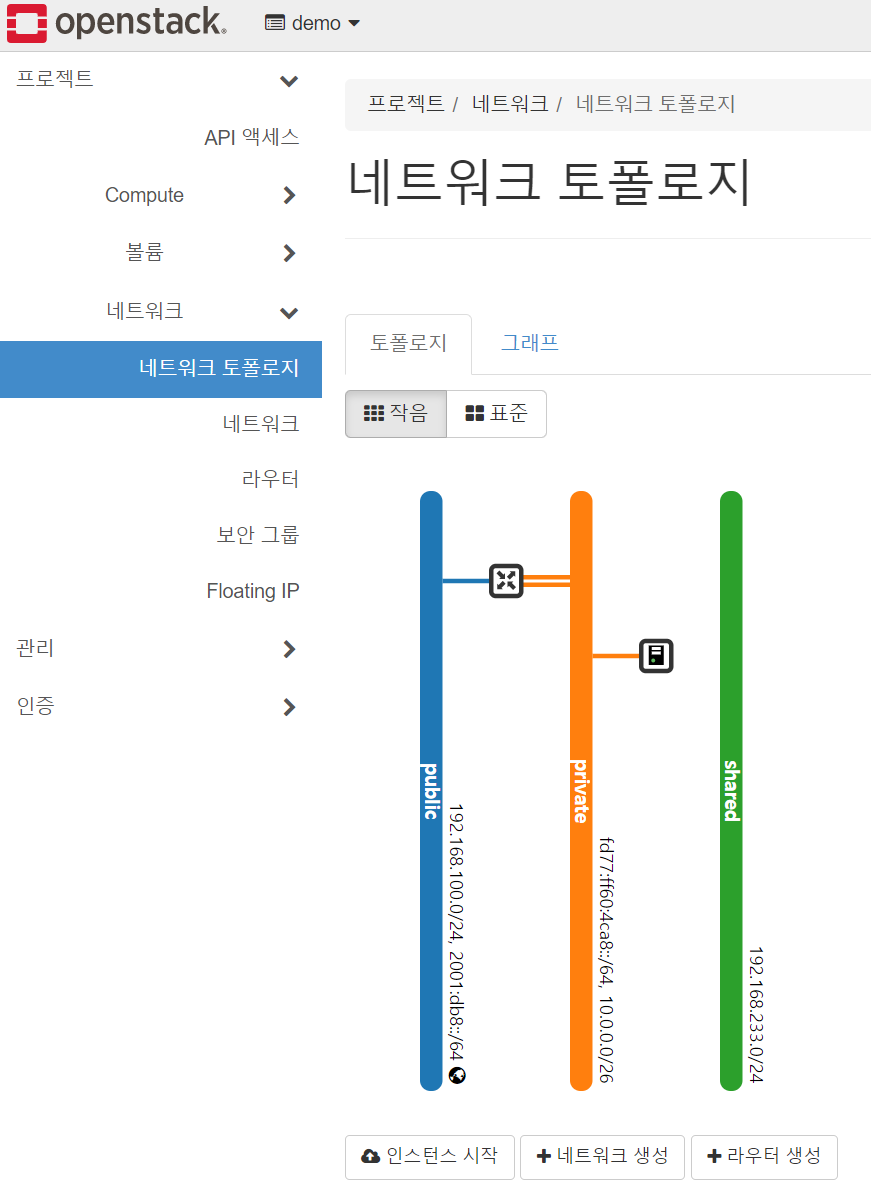 openstack.
demo
프로젝트
API 액세스
Compute
볼륨
네트워크
네트워크 토폴로지
네트워크
라우터
보안 그룹
Floating IP
관리
인증
프로젝트 / 네트워크 / 네트워크 토폴로지
네트워크 토폴로지
토폴로지
그래프
작음
표준
public
192.168.100.0/24, 2001:db8::/64
private
fd77:ff60:4ca8::/64, 10.0.0.0/26
shared
192.168.233.0/24
인스턴스 시작
네트워크 생성
라우터 생성